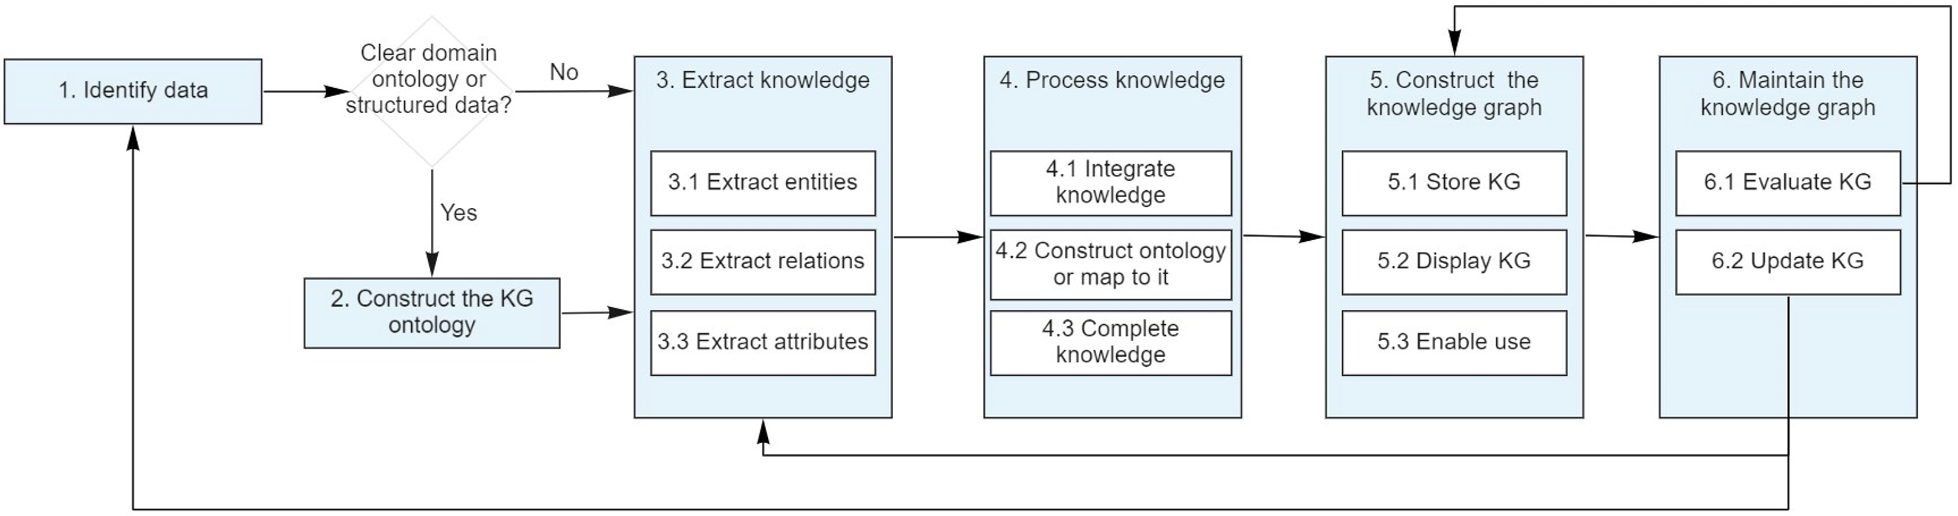 1. Identify data
Clear domain
ontology or
structured data?
No
Yes
2. Construct the KG
ontology
3. Extract knowledge
3.1 Extract entities
3.2 Extract relations
3.3 Extract attributes
4. Process knowledge
4.1 Integrate
knowledge
4.2 Construct ontology
or map to it
4.3 Complete
knowledge
5. Construct the
knowledge graph
5.1 Store KG
5.2 Display KG
5.3 Enable use
6. Maintain the
knowledge graph
6.1 Evaluate KG
6.2 Update KG